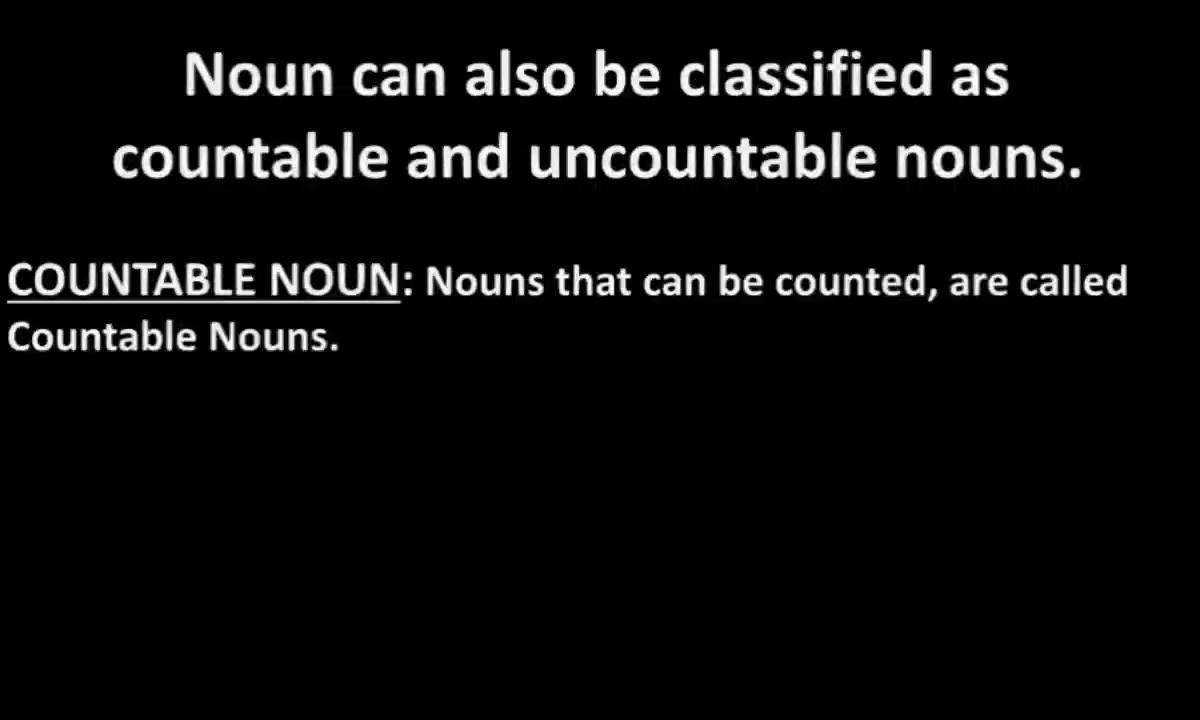 Noun can also be classified as
countable and uncountable nouns.
COUNTABLE NOUN: Nouns that can be counted, are called
Countable Nouns.